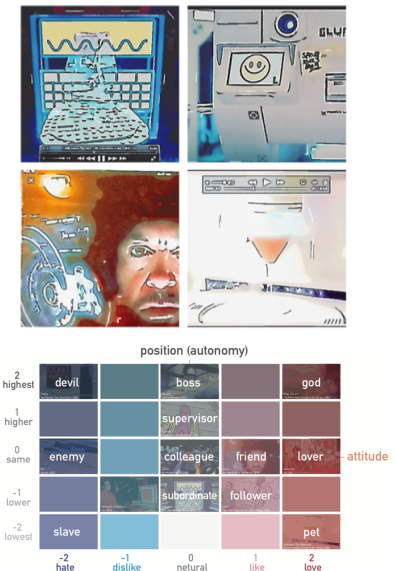 position (autonomy)
2
highest
devil
boss
god
1
higher
supervisor
0
same
enemy
colleague
friend
lover
attitude
-1
lower
subordinate
follower
-2
lowest
slave
pet
-2
hate
-1
dislike
0
netural
1
like
2
love